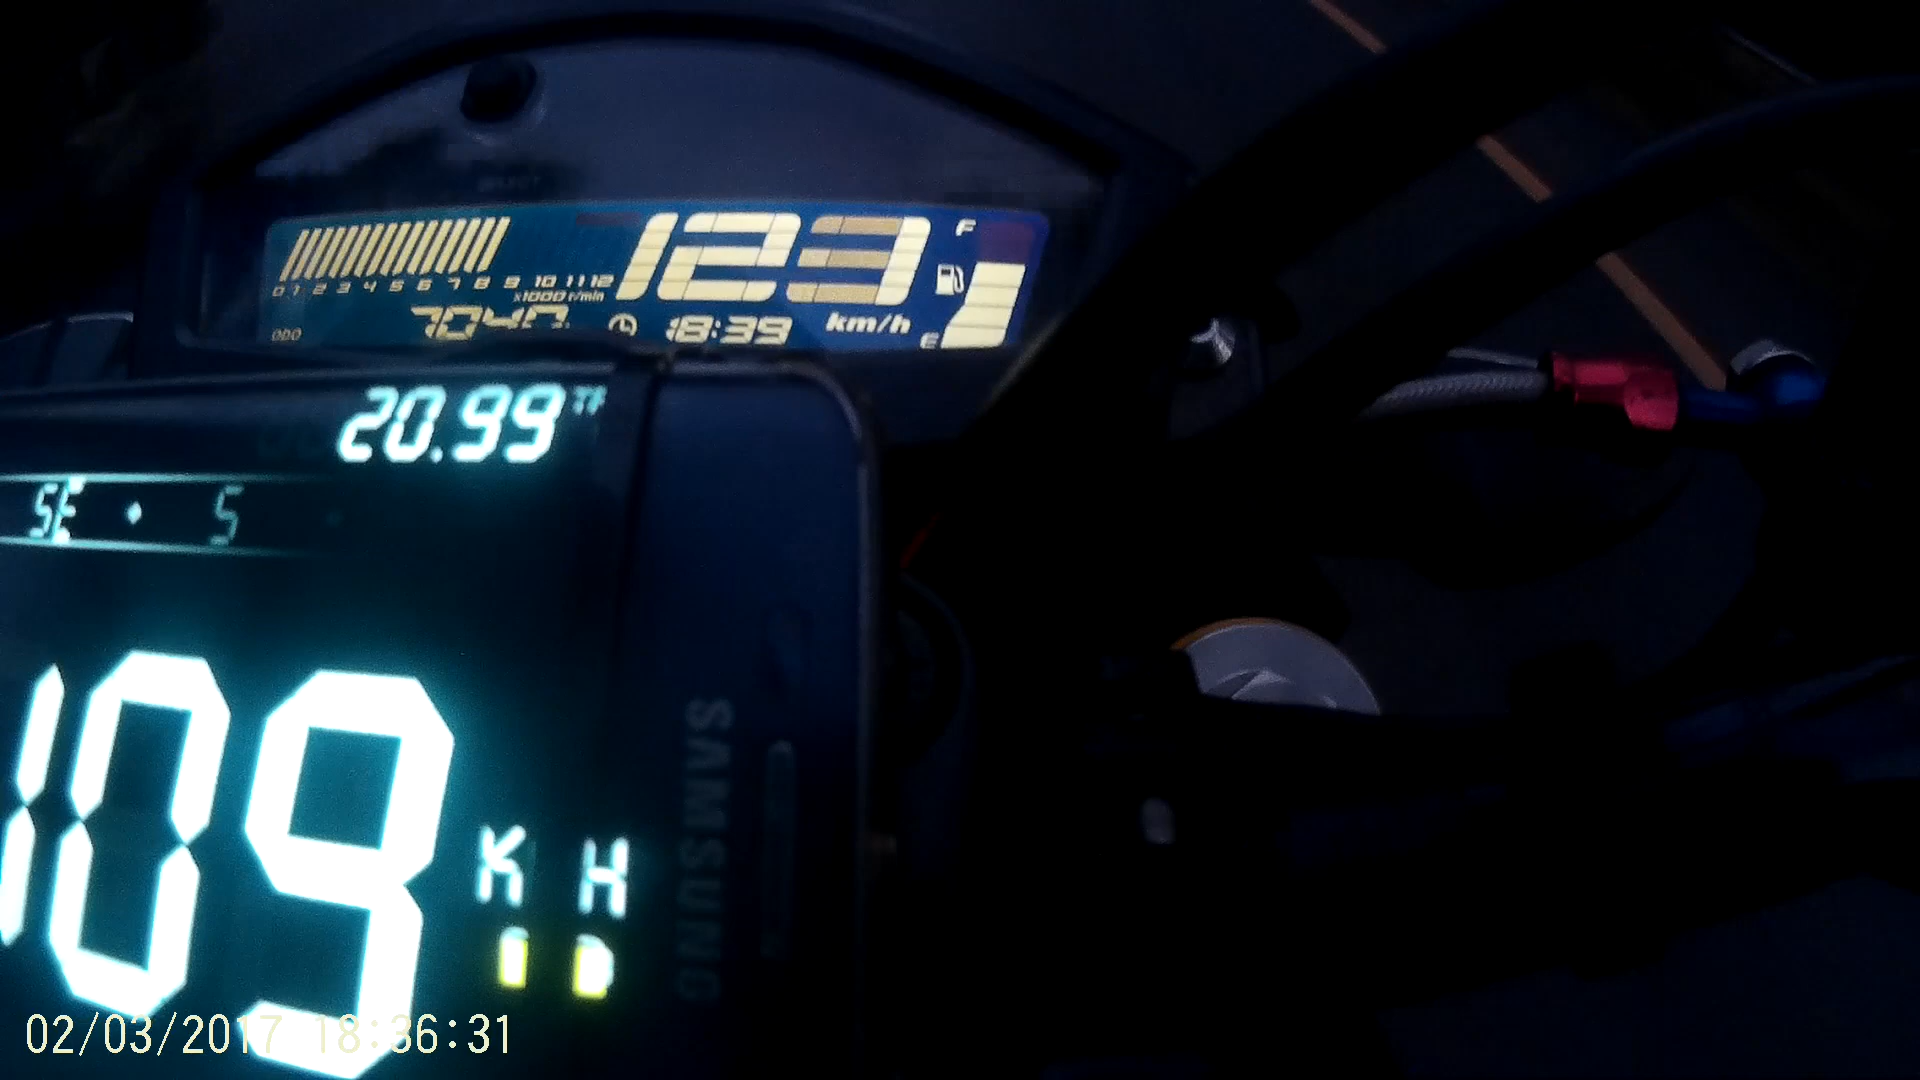 0 1 2 3 4 5 6 7 8 9 10 11 12
x1000 r/min
123
km/h
F
E
ODO
7040
18:39
20.99
SE S
109
K H
SAMSUNG
02/03/2017 18:36:31